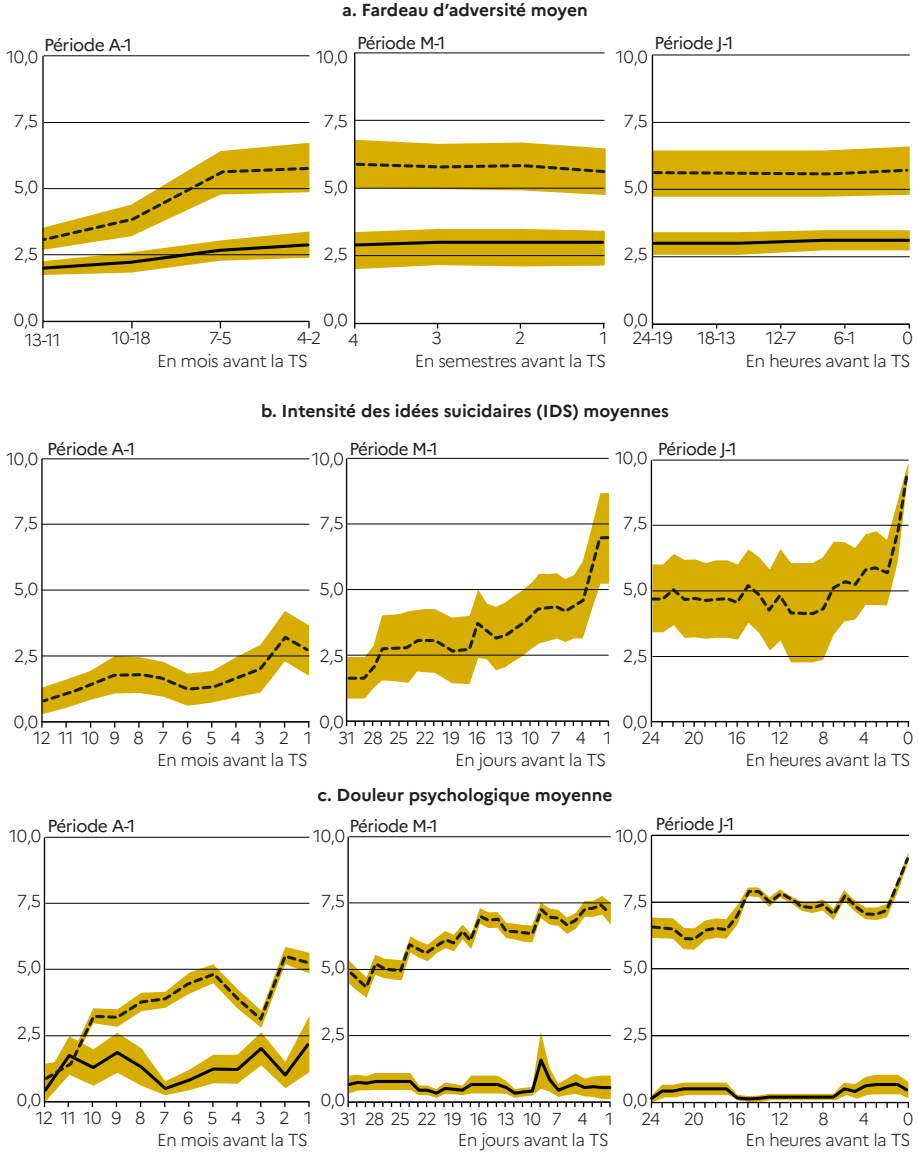 a. Fardeau d'adversité moyen
Période A-1
10,0
7,5
5,0
2,5
0,0
13-11 10-18 7-5 4-2
En mois avant la TS
Période M-1
10,0
7,5
5,0
2,5
0,0
4 3 2 1
En semestres avant la TS
Période J-1
10,0
7,5
5,0
2,5
0,0
24-19 18-13 12-7 6-1 0
En heures avant la TS
b. Intensité des idées suicidaires (IDS) moyennes
Période A-1
10,0
7,5
5,0
2,5
0,0
12 11 10 9 8 7 6 5 4 3 2 1
En mois avant la TS
Période M-1
10,0
7,5
5,0
2,5
0,0
31 28 25 22 19 16 13 10 7 4 1
En jours avant la TS
Période J-1
10,0
7,5
5,0
2,5
0,0
24 20 16 12 8 4 0
En heures avant la TS
c. Douleur psychologique moyenne
Période A-1
10,0
7,5
5,0
2,5
0,0
12 11 10 9 8 7 6 5 4 3 2 1
En mois avant la TS
Période M-1
10,0
7,5
5,0
2,5
0,0
31 28 25 22 19 16 13 10 7 4 1
En jours avant la TS
Période J-1
10,0
7,5
5,0
2,5
0,0
24 20 16 12 8 4 0
En heures avant la TS